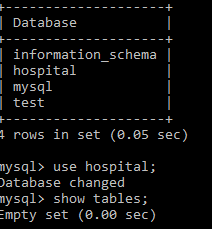 +--------------------+
| Database           |
+--------------------+
| information_schema |
| hospital           |
| mysql              |
| test               |
+--------------------+
4 rows in set (0.05 sec)
mysql> use hospital;
Database changed
mysql> show tables;
Empty set (0.00 sec)